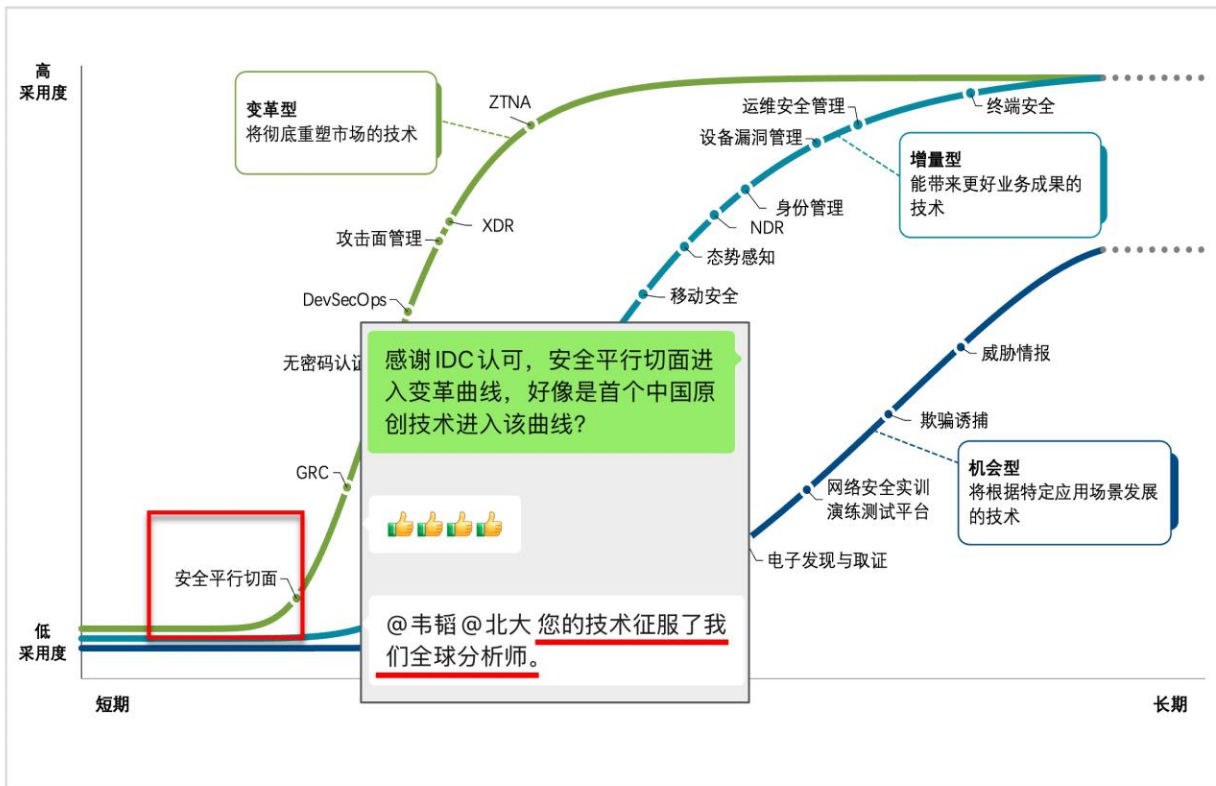 高
采用度
变革型
将彻底重塑市场的技术
ZTNA
运维安全管理
终端安全
设备漏洞管理
增量型
能带来更好业务成果的
技术
身份管理
XDR
NDR
攻击面管理
态势感知
移动安全
DevSecOps
无密码认证
感谢IDC认可，安全平行切面进
入变革曲线，好像是首个中国原
创技术进入该曲线？
威胁情报
欺骗诱捕
机会型
将根据特定应用场景发展
的技术
GRC
网络安全实训
演练测试平台
👍👍👍👍
电子发现与取证
安全平行切面
@韦韬@北大 您的技术征服了我
们全球分析师。
低
采用度
短期
长期